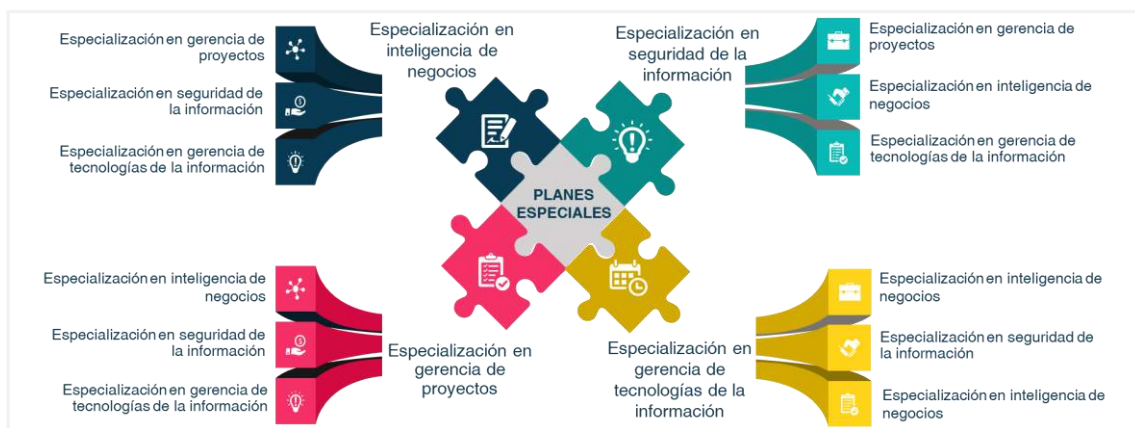 Especialización en gerencia de
proyectos
Especialización en seguridad de
la información
Especialización en gerencia de
tecnologías de la información
Especialización en
inteligencia de
negocios
Especialización en
seguridad de la
información
Especialización en gerencia de
proyectos
Especialización en inteligencia de
negocios
Especialización en gerencia de
tecnologías de la información
PLANES
ESPECIALES
Especialización en inteligencia de
negocios
Especialización en seguridad de
la información
Especialización en gerencia de
tecnologías de la información
Especialización en
gerencia de
proyectos
Especialización en
gerencia de
tecnologías de la
información
Especialización en inteligencia de
negocios
Especialización en seguridad de
la información
Especialización en inteligencia de
negocios